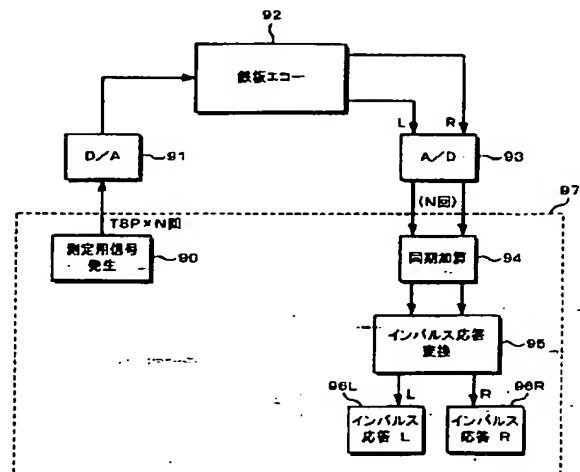 92
鉄板エコー
L R
D/A
91
A/D
93
(N回)
97
TSP×N回
測定用信号
発生
90
同期加算
94
インパルス応答
変換
95
96L L R 96R
インパルス
応答 L
インパルス
応答 R